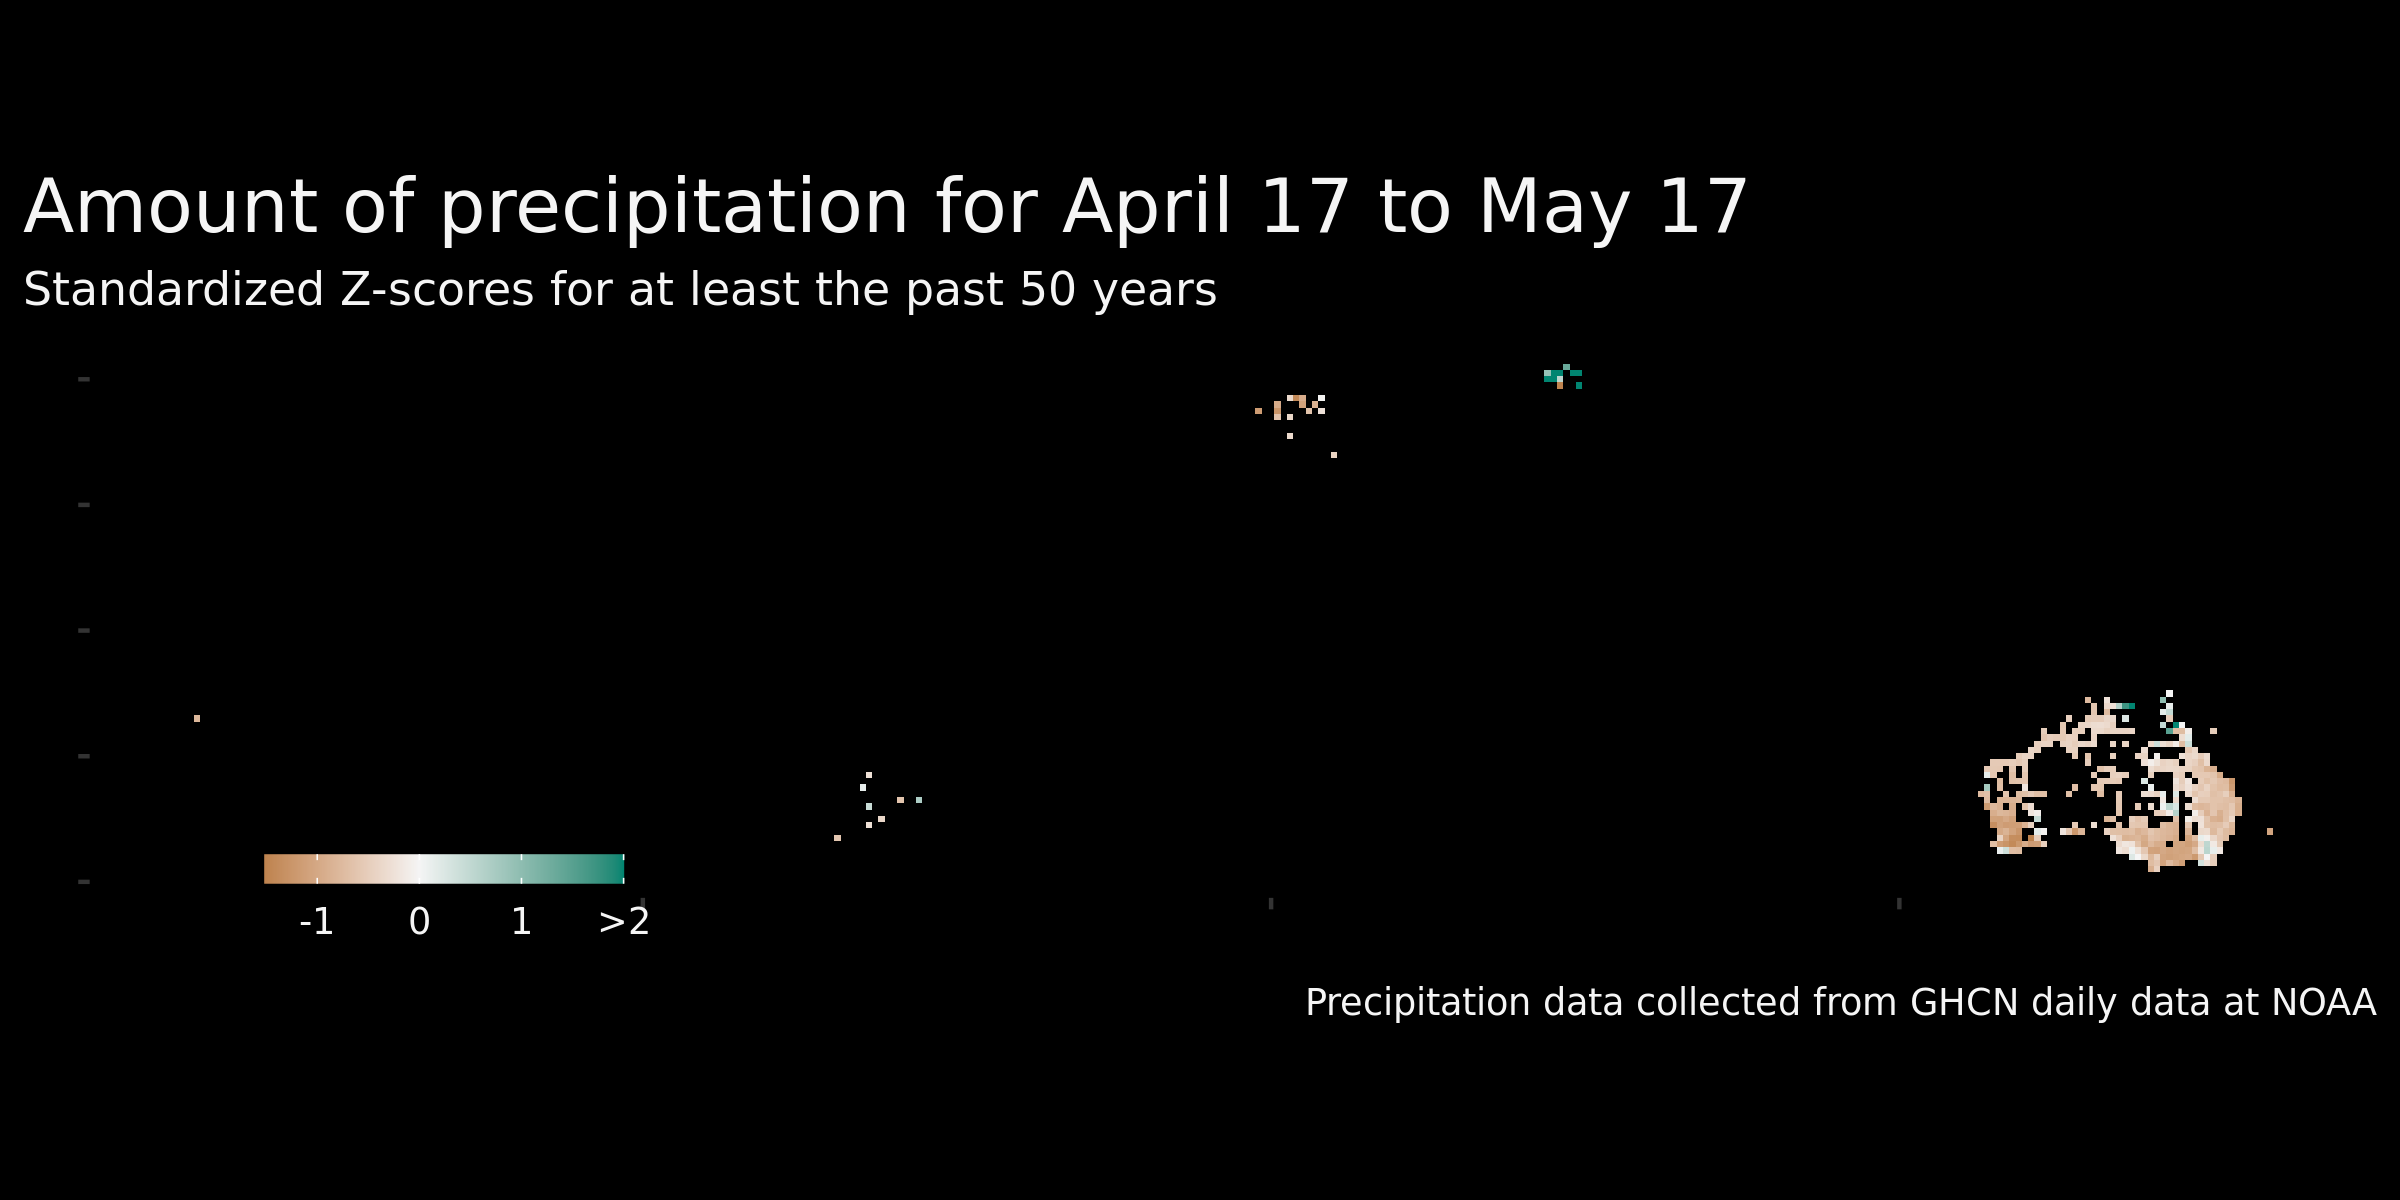 Amount of precipitation for April 17 to May 17
Standardized Z-scores for at least the past 50 years
-1 0 1 >2
Precipitation data collected from GHCN daily data at NOAA